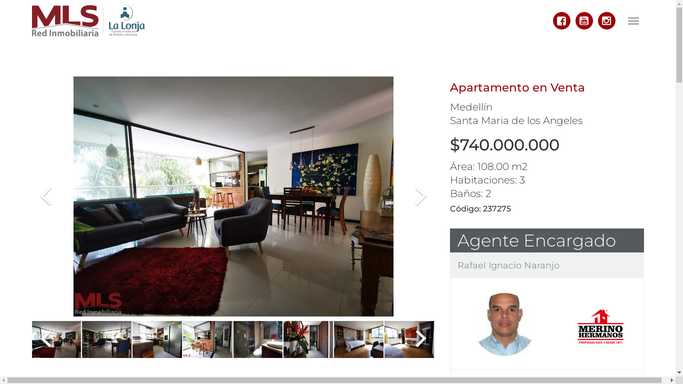 MLS
Red Inmobiliaria
La Lonja
Apartamento en Venta
Medellín
Santa Maria de los Angeles
$740.000.000
Área: 108.00 m2
Habitaciones: 3
Baños: 2
Código: 237275
Agente Encargado
Rafael Ignacio Naranjo
MLS
Red Inmobiliaria
MERINO
HERMANOS